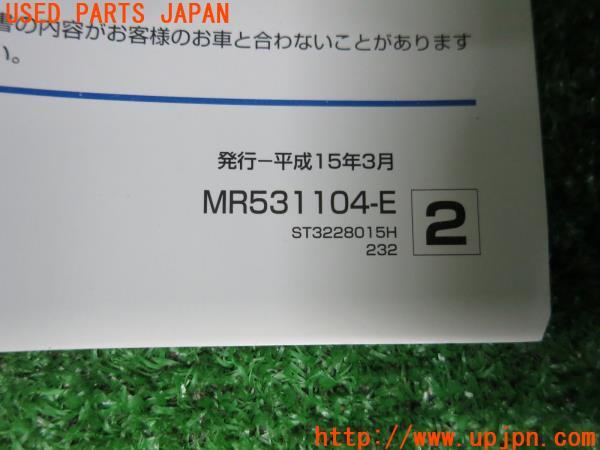 USED PARTS JAPAN
書の内容がお客様のお車と合わないことがあります
い。
発行−平成15年3月
MR531104-E
2
ST3228015H
232
http://www.upjpn.com